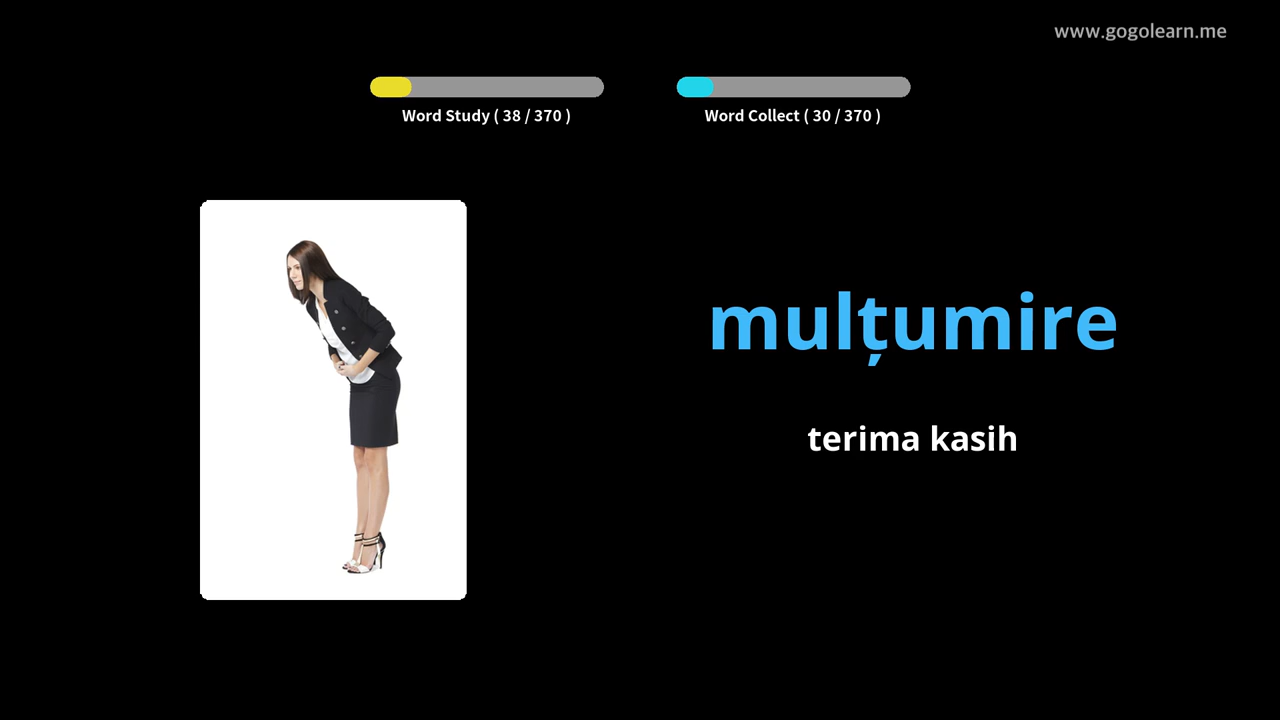 www.gogolearn.me
Word Study ( 38 / 370 )
Word Collect ( 30 / 370 )
mulțumire
terima kasih